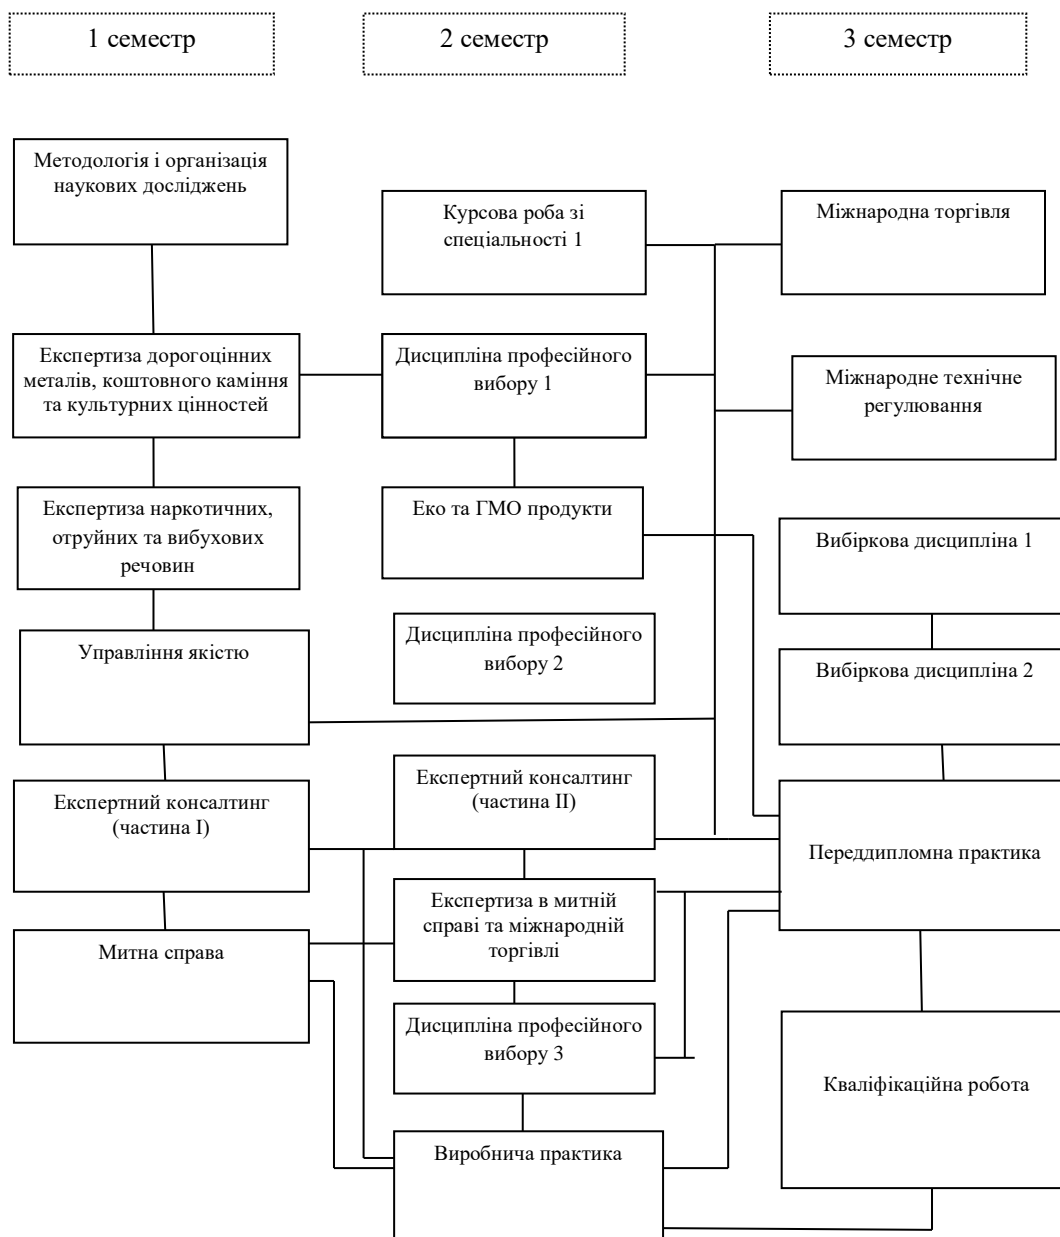 1 семестр
2 семестр
3 семестр
Методологія і організація
наукових досліджень
Експертиза дорогоцінних
металів, коштовного каміння
та культурних цінностей
Експертиза наркотичних,
отруйних та вибухових
речовин
Управління якістю
Експертний консалтинг
(частина І)
Митна справа
Курсова роба зі
спеціальності 1
Дисципліна професійного
вибору 1
Еко та ГМО продукти
Дисципліна професійного
вибору 2
Експертний консалтинг
(частина ІІ)
Експертиза в митній
справі та міжнародній
торгівлі
Дисципліна професійного
вибору 3
Виробнича практика
Міжнародна торгівля
Міжнародне технічне
регулювання
Вибіркова дисципліна 1
Вибіркова дисципліна 2
Переддипломна практика
Кваліфікаційна робота